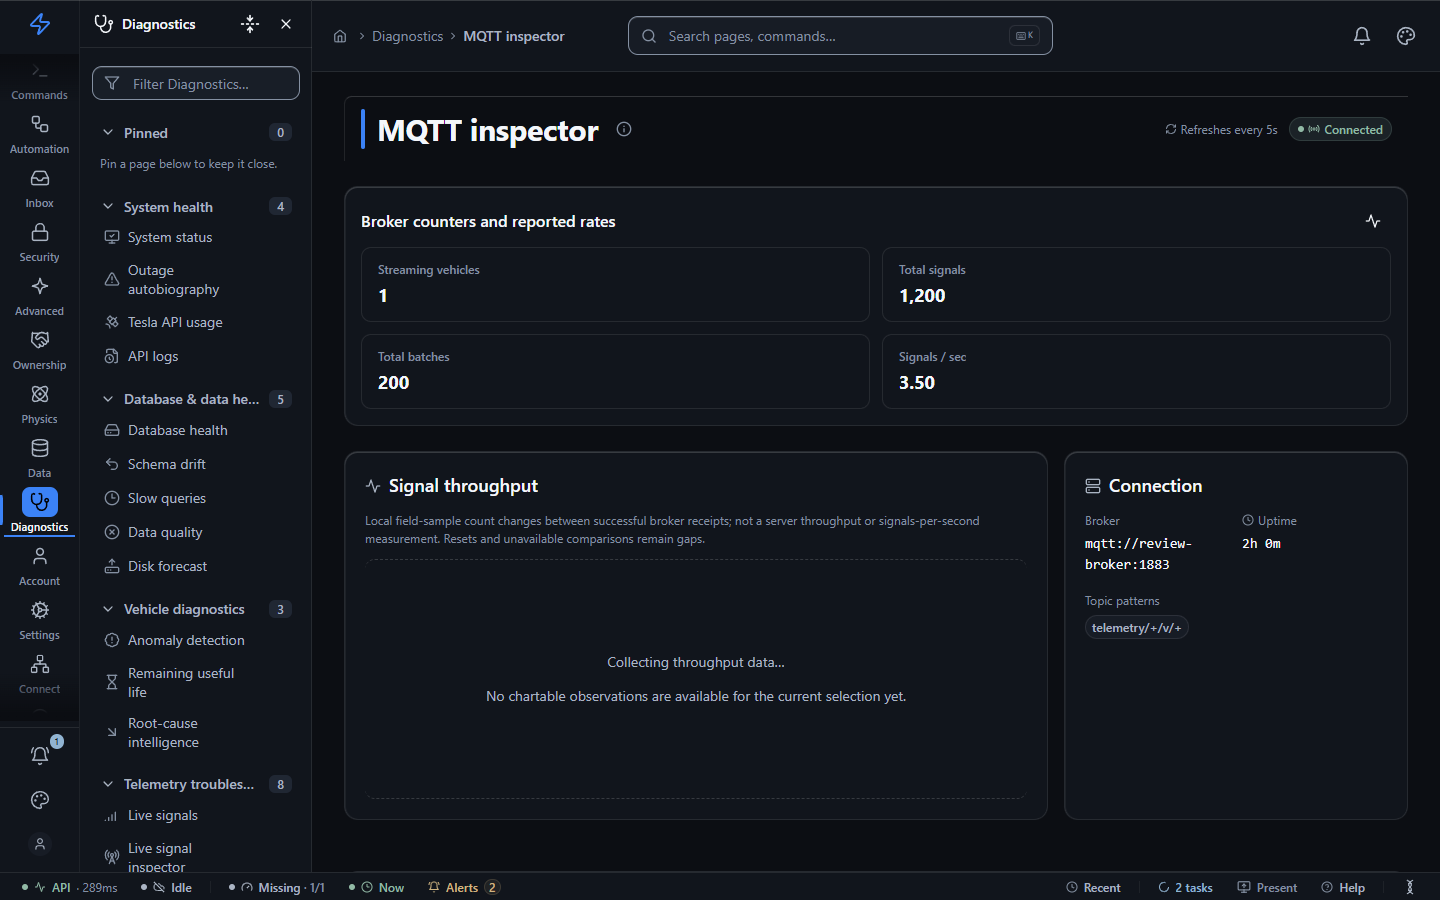 Diagnostics
Diagnostics
MQTT inspector
Search pages, commands...
K
Commands
Automation
Inbox
Security
Advanced
Ownership
Physics
Data
Diagnostics
Account
Settings
Connect
1
Filter Diagnostics...
Pinned
0
Pin a page below to keep it close.
System health
4
System status
Outage
autobiography
Tesla API usage
API logs
Database & data he...
5
Database health
Schema drift
Slow queries
Data quality
Disk forecast
Vehicle diagnostics
3
Anomaly detection
Remaining useful
life
Root-cause
intelligence
Telemetry troubles...
8
Live signals
Live signal
inspector
MQTT inspector
Refreshes every 5s
Connected
Broker counters and reported rates
Streaming vehicles
1
Total signals
1,200
Total batches
200
Signals / sec
3.50
Signal throughput
Local field-sample count changes between successful broker receipts; not a server throughput or signals-per-second
measurement. Resets and unavailable comparisons remain gaps.
Collecting throughput data...
No chartable observations are available for the current selection yet.
Connection
Broker
mqtt://review-
broker:1883
Uptime
2h 0m
Topic patterns
telemetry/+/v/+
API · 289ms
Idle
Missing · 1/1
Now
Alerts 2
Recent
2 tasks
Present
Help